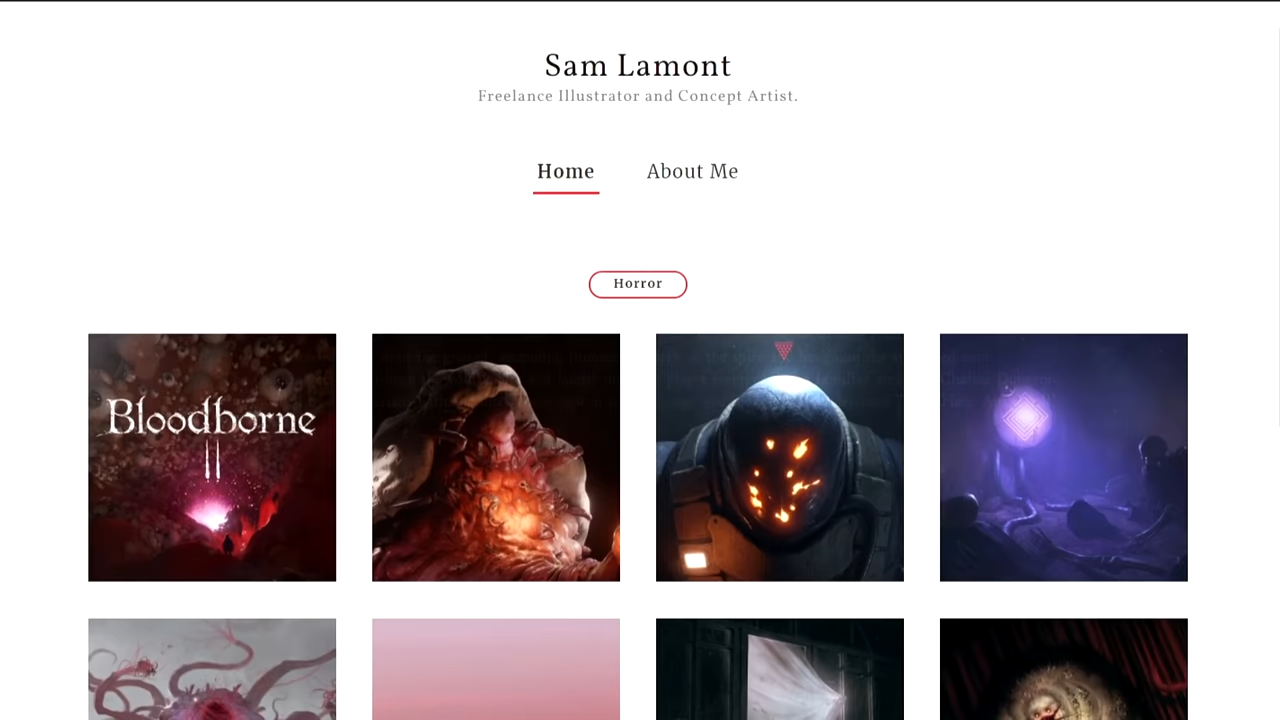 Sam Lamont
Freelance Illustrator and Concept Artist.
Home
About Me
Horror
Bloodborne
II